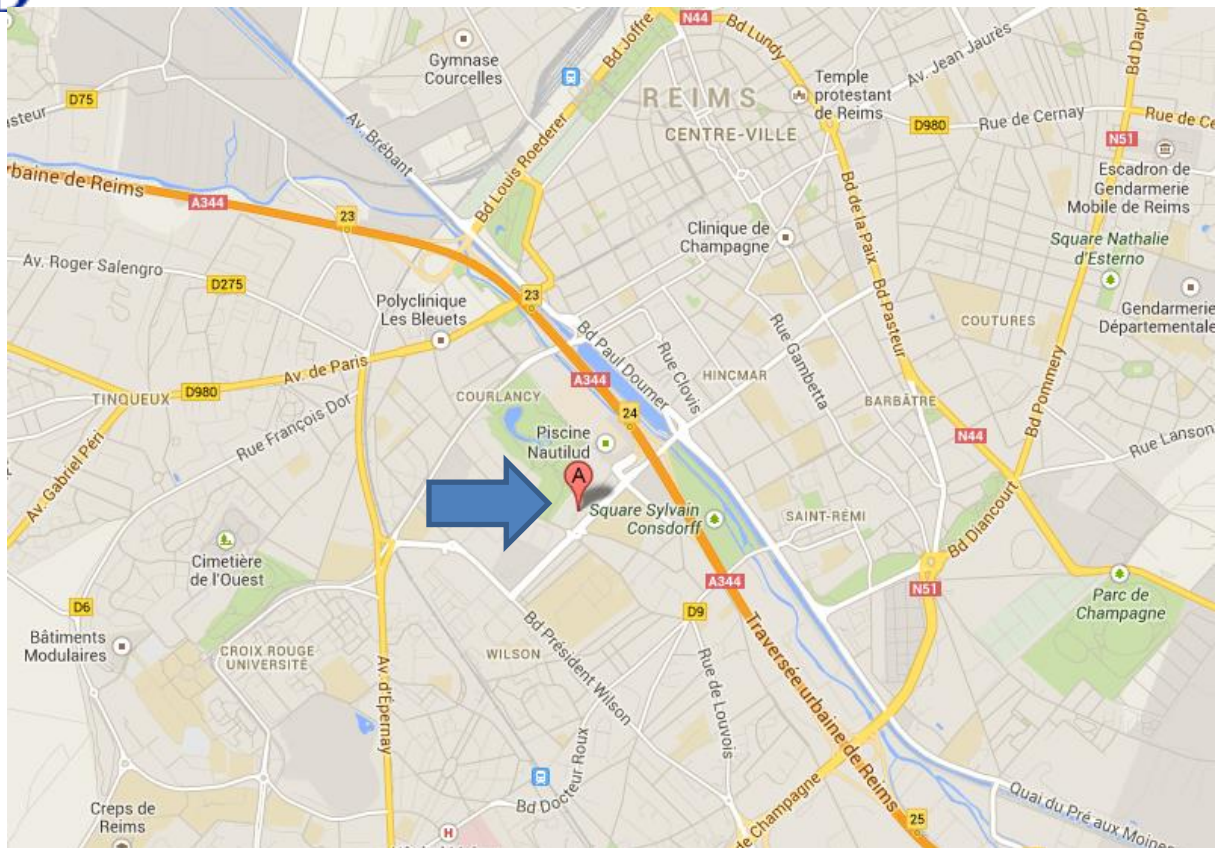 N44
Bd Lundy
Bd Joffre
Bd Dauph
Gymnase
Courcelles
Av. Jean Jaurès
Temple
protestant
de Reims
REIMS
CENTRE-VILLE
D75
asteur
Av. Brébant
D980
Rue de Cernay
Rue de Ce
N51
Escadron de
Gendarmerie
Mobile de Reims
Bd Louis Roederer
rbaine de Reims
A344
23
Clinique de
Champagne
Bd de la Paix
Square Nathalie
d'Esterno
Av. Roger Salengro
D275
Polyclinique
Les Bleuets
23
Bd Pasteur
Gendarmerie
Départementale
COUTURES
Bd Paul Doumer
Rue Clovis
Rue Gambetta
Av. de Paris
A344
HINCMAR
Bd Pommery
TINQUEUX
D980
COURLANCY
BARBÂTRE
24
Rue François Dor
Piscine
Nautilud
N44
Rue Lanson
Av. Gabriel Péri
A
Square Sylvain
Consdorff
SAINT-RÉMI
Bd Diancourt
Cimetière
de l'Ouest
A344
N51
Parc de
Champagne
D6
D9
Bâtiments
Modulaires
CROIX ROUGE
UNIVERSITÉ
WILSON
Bd Président Wilson
Av. d'Épernay
Rue de Louvois
Traversée urbaine de Reims
Bd Docteur Roux
Creps de
Reims
H
de Champagne
25
Quai du Pré aux Moines